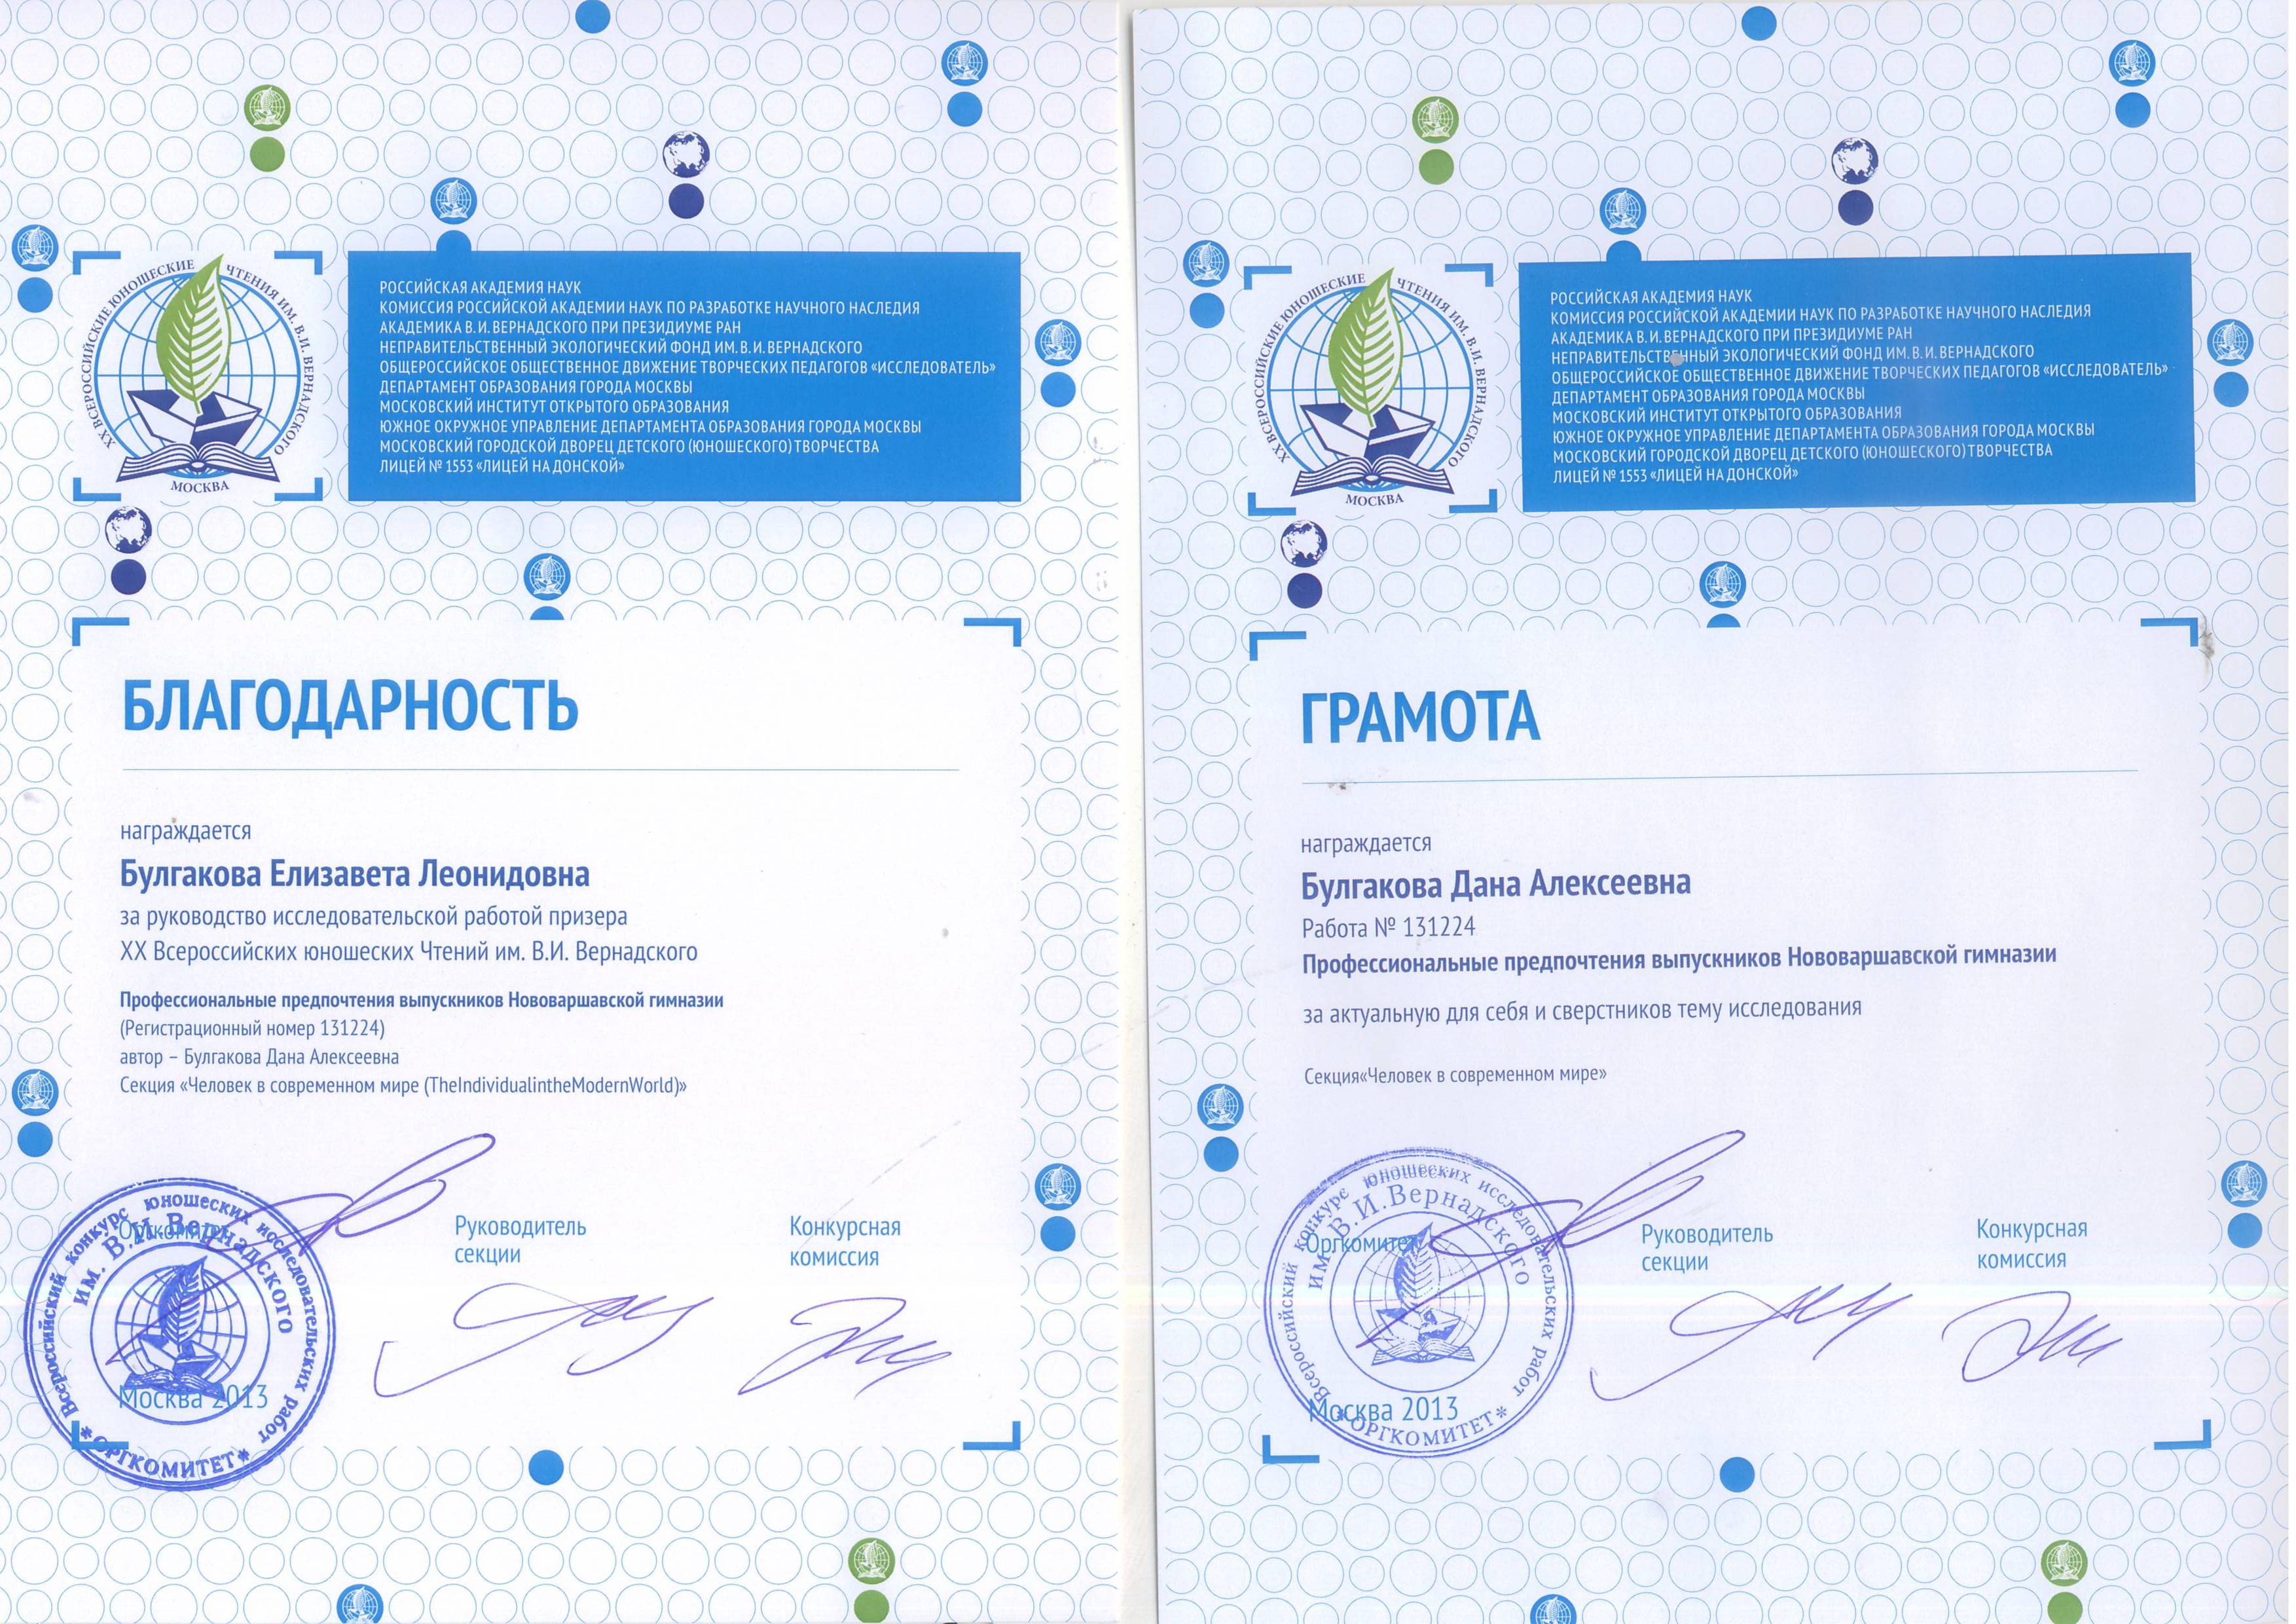 XX ВСЕРОССИЙСКИЕ ЮНОШЕСКИЕ ЧТЕНИЯ ИМ. В.И. ВЕРНАДСКОГО
МОСКВА
РОССИЙСКАЯ АКАДЕМИЯ НАУК
КОМИССИЯ РОССИЙСКОЙ АКАДЕМИИ НАУК ПО РАЗРАБОТКЕ НАУЧНОГО НАСЛЕДИЯ
АКАДЕМИКА В.И.ВЕРНАДСКОГО ПРИ ПРЕЗИДИУМЕ РАН
НЕПРАВИТЕЛЬСТВЕННЫЙ ЭКОЛОГИЧЕСКИЙ ФОНД ИМ.В.И.ВЕРНАДСКОГО
ОБЩЕРОССИЙСКОЕ ОБЩЕСТВЕННОЕ ДВИЖЕНИЕ ТВОРЧЕСКИХ ПЕДАГОГОВ «ИССЛЕДОВАТЕЛЬ»
ДЕПАРТАМЕНТ ОБРАЗОВАНИЯ ГОРОДА МОСКВЫ
МОСКОВСКИЙ ИНСТИТУТ ОТКРЫТОГО ОБРАЗОВАНИЯ
ЮЖНОЕ ОКРУЖНОЕ УПРАВЛЕНИЕ ДЕПАРТАМЕНТА ОБРАЗОВАНИЯ ГОРОДА МОСКВЫ
МОСКОВСКИЙ ГОРОДСКОЙ ДВОРЕЦ ДЕТСКОГО (ЮНОШЕСКОГО) ТВОРЧЕСТВА
ЛИЦЕЙ № 1553 «ЛИЦЕЙ НА ДОНСКОЙ»
БЛАГОДАРНОСТЬ
награждается
Булгакова Елизавета Леонидовна
за руководство исследовательской работой призера
XX Всероссийских юношеских Чтений им. В.И. Вернадского
Профессиональные предпочтения выпускников Нововаршавской гимназии
(Регистрационный номер 131224)
автор – Булгакова Дана Алексеевна
Секция «Человек в современном мире (TheIndividualintheModernWorld)»
Оргкомитет
Руководитель
секции
Конкурсная
комиссия
Всероссийский конкурс юношеских исследовательских работ
им. В.И. Вернадского
*ОРГКОМИТЕТ*
Москва 2013
XX ВСЕРОССИЙСКИЕ ЮНОШЕСКИЕ ЧТЕНИЯ ИМ. В.И. ВЕРНАДСКОГО
МОСКВА
РОССИЙСКАЯ АКАДЕМИЯ НАУК
КОМИССИЯ РОССИЙСКОЙ АКАДЕМИИ НАУК ПО РАЗРАБОТКЕ НАУЧНОГО НАСЛЕДИЯ
АКАДЕМИКА В.И.ВЕРНАДСКОГО ПРИ ПРЕЗИДИУМЕ РАН
НЕПРАВИТЕЛЬСТВЕННЫЙ ЭКОЛОГИЧЕСКИЙ ФОНД ИМ.В.И.ВЕРНАДСКОГО
ОБЩЕРОССИЙСКОЕ ОБЩЕСТВЕННОЕ ДВИЖЕНИЕ ТВОРЧЕСКИХ ПЕДАГОГОВ «ИССЛЕДОВАТЕЛЬ»
ДЕПАРТАМЕНТ ОБРАЗОВАНИЯ ГОРОДА МОСКВЫ
МОСКОВСКИЙ ИНСТИТУТ ОТКРЫТОГО ОБРАЗОВАНИЯ
ЮЖНОЕ ОКРУЖНОЕ УПРАВЛЕНИЕ ДЕПАРТАМЕНТА ОБРАЗОВАНИЯ ГОРОДА МОСКВЫ
МОСКОВСКИЙ ГОРОДСКОЙ ДВОРЕЦ ДЕТСКОГО (ЮНОШЕСКОГО) ТВОРЧЕСТВА
ЛИЦЕЙ № 1553 «ЛИЦЕЙ НА ДОНСКОЙ»
ГРАМОТА
награждается
Булгакова Дана Алексеевна
Работа № 131224
Профессиональные предпочтения выпускников Нововаршавской гимназии
за актуальную для себя и сверстников тему исследования
Секция«Человек в современном мире»
Оргкомитет
Руководитель
секции
Конкурсная
комиссия
Всероссийский конкурс юношеских исследовательских работ
им. В.И.Вернадского
*ОРГКОМИТЕТ*
Москва 2013